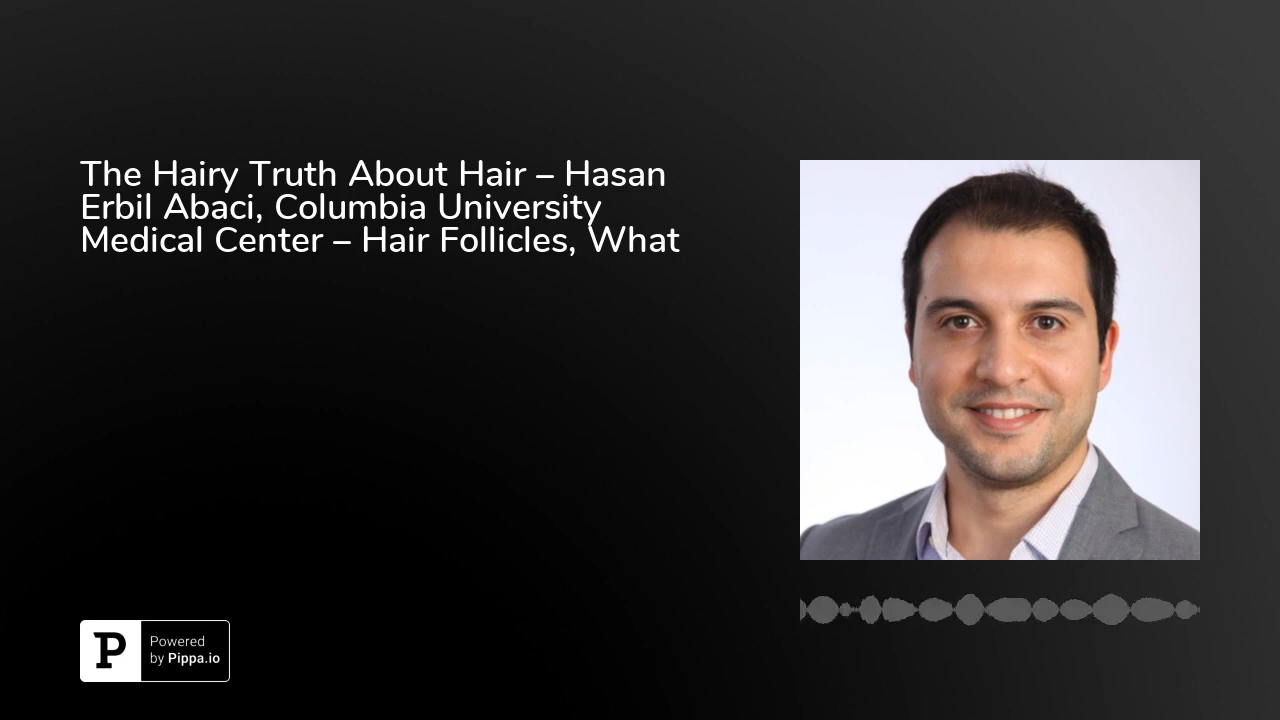 The Hairy Truth About Hair – Hasan
Erbil Abaci, Columbia University
Medical Center – Hair Follicles, What
P
Powered
by Pippa.io